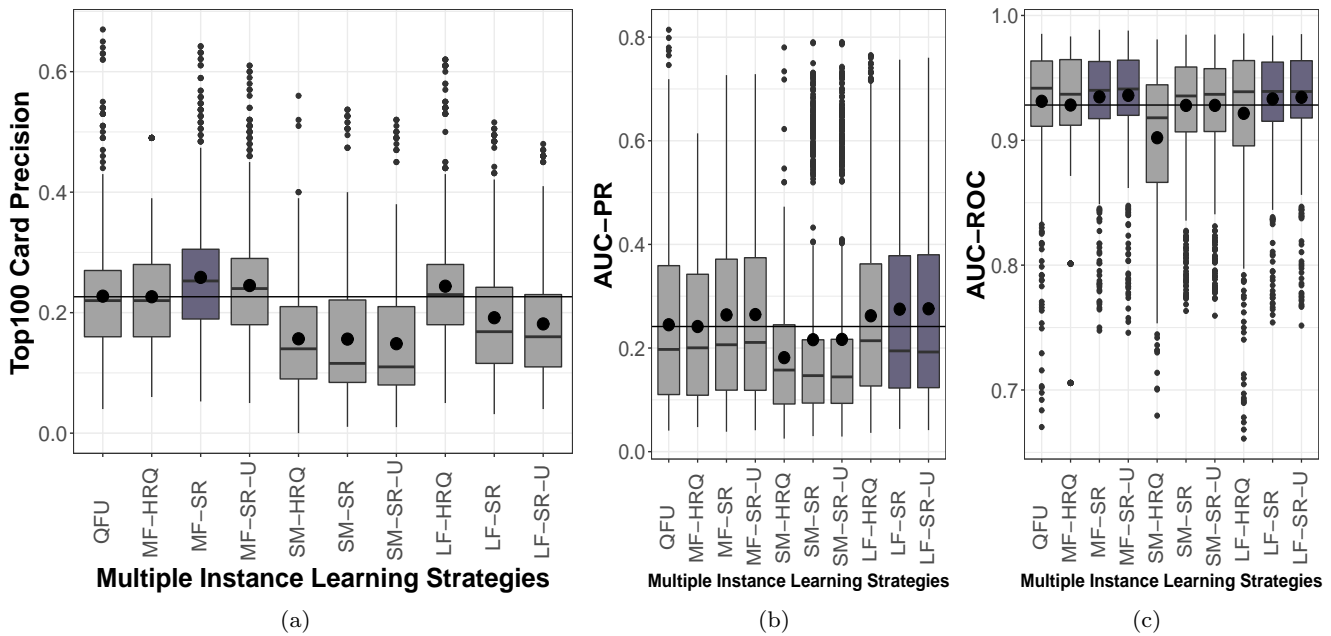 Top100 Card Precision
0.6
0.4
0.2
0.0
QFU
MF−HRQ
MF−SR
MF−SR−U
SM−HRQ
SM−SR
SM−SR−U
LF−HRQ
LF−SR
LF−SR−U
Multiple Instance Learning Strategies
(a)
AUC−PR
0.8
0.6
0.4
0.2
0.0
QFU
MF−HRQ
MF−SR
MF−SR−U
SM−HRQ
SM−SR
SM−SR−U
LF−HRQ
LF−SR
LF−SR−U
Multiple Instance Learning Strategies
(b)
AUC−ROC
1.0
0.9
0.8
0.7
QFU
MF−HRQ
MF−SR
MF−SR−U
SM−HRQ
SM−SR
SM−SR−U
LF−HRQ
LF−SR
LF−SR−U
Multiple Instance Learning Strategies
(c)